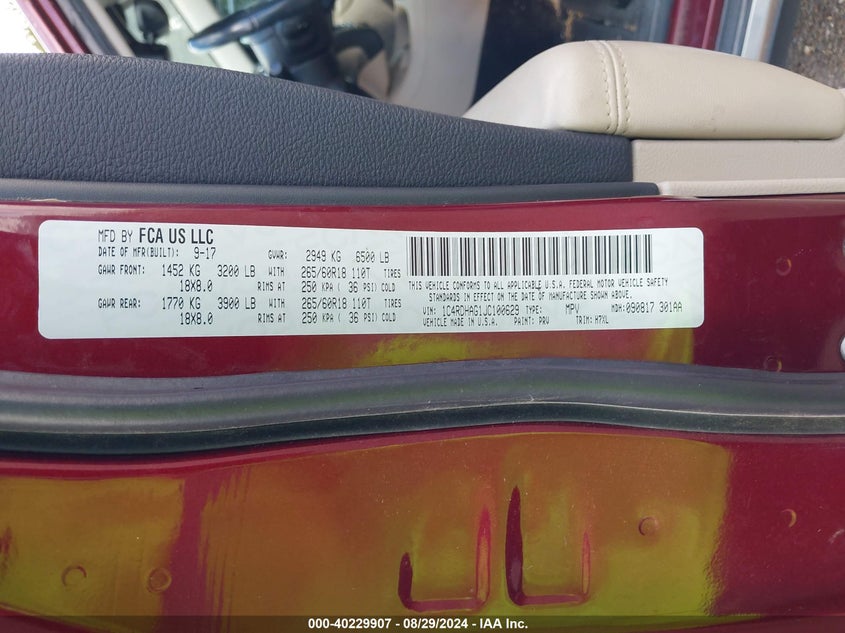 MFD BY FCA US LLC
DATE OF MFR(BUILT): 9-17 GVWR: 2949 KG 6500 LB
GAWR FRONT: 1452 KG 3200 LB WITH 265/60R18 110T TIRES
18X8.0 RIMS AT 250 KPA ( 36 PSI) COLD
GAWR REAR: 1770 KG 3900 LB WITH 265/60R18 110T TIRES
18X8.0 RIMS AT 250 KPA ( 36 PSI) COLD
THIS VEHICLE CONFORMS TO ALL APPLICABLE U.S.A. FEDERAL MOTOR VEHICLE SAFETY
STANDARDS IN EFFECT ON THE DATE OF MANUFACTURE SHOWN ABOVE.
VIN: 1C4RDHAG1JC100629 TYPE: MPV MDH: 090817 301AA
VEHICLE MADE IN U.S.A. PAINT: PRV TRIM: H7XL
000-40229907 - 08/29/2024 - IAA Inc.